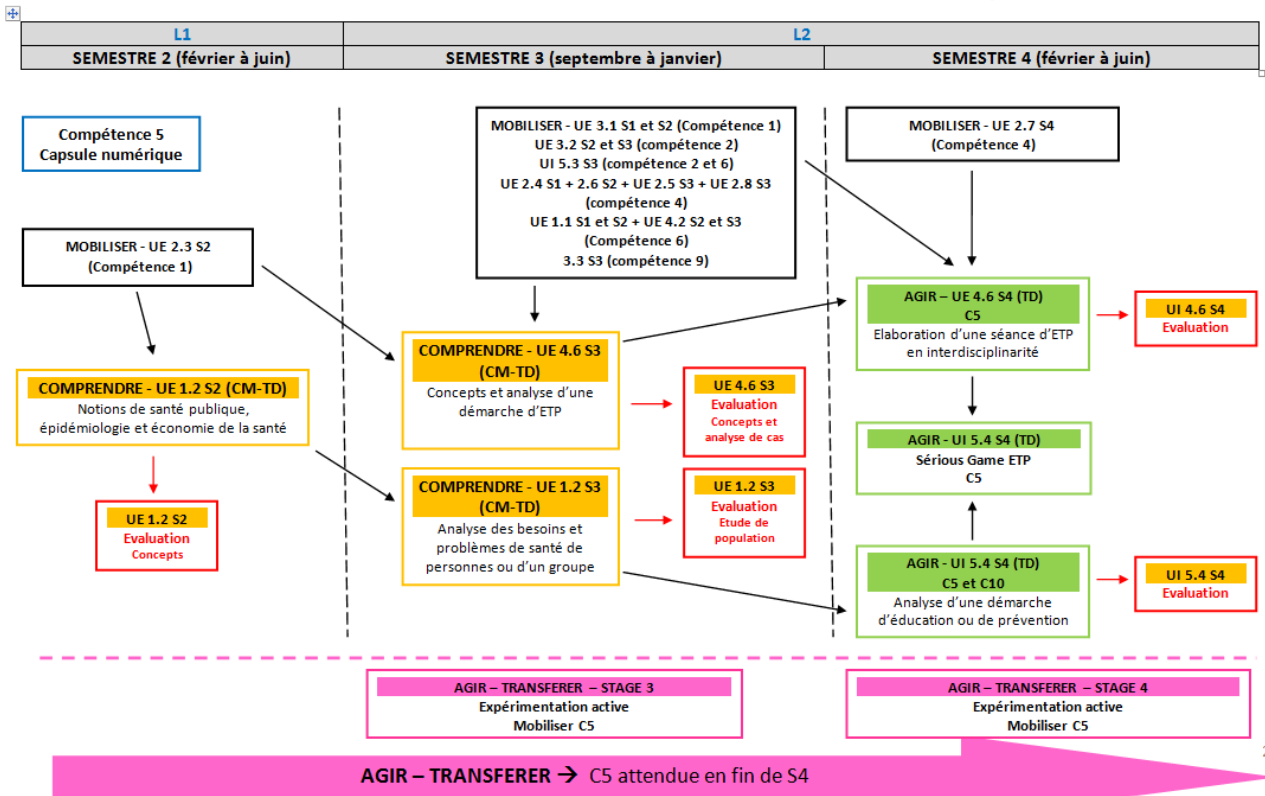 L1
L2
SEMESTRE 2 (février à juin)
SEMESTRE 3 (septembre à janvier)
SEMESTRE 4 (février à juin)
Compétence 5
Capsule numérique
MOBILISER - UE 2.3 S2
(Compétence 1)
COMPRENDRE - UE 1.2 S2 (CM-TD)
Notions de santé publique,
épidémiologie et économie de la santé
UE 1.2 S2
Evaluation
Concepts
MOBILISER - UE 3.1 S1 et S2 (Compétence 1)
UE 3.2 S2 et S3 (compétence 2)
UI 5.3 S3 (compétence 2 et 6)
UE 2.4 S1 + 2.6 S2 + UE 2.5 S3 + UE 2.8 S3
(compétence 4)
UE 1.1 S1 et S2 + UE 4.2 S2 et S3
(Compétence 6)
3.3 S3 (compétence 9)
COMPRENDRE - UE 4.6 S3
(CM-TD)
Concepts et analyse d'une
démarche d'ETP
UE 4.6 S3
Evaluation
Concepts et
analyse de cas
COMPRENDRE - UE 1.2 S3
(CM-TD)
Analyse des besoins et
problèmes de santé de
personnes ou d'un groupe
UE 1.2 S3
Evaluation
Etude de
population
MOBILISER - UE 2.7 S4
(Compétence 4)
AGIR – UE 4.6 S4 (TD)
C5
Elaboration d'une séance d'ETP
en interdisciplinarité
UI 4.6 S4
Evaluation
AGIR - UI 5.4 S4 (TD)
Sérious Game ETP
C5
AGIR - UI 5.4 S4 (TD)
C5 et C10
Analyse d'une démarche
d'éducation ou de prévention
UI 5.4 S4
Evaluation
AGIR – TRANSFERER – STAGE 3
Expérimentation active
Mobiliser C5
AGIR – TRANSFERER – STAGE 4
Expérimentation active
Mobiliser C5
AGIR – TRANSFERER → C5 attendue en fin de S4